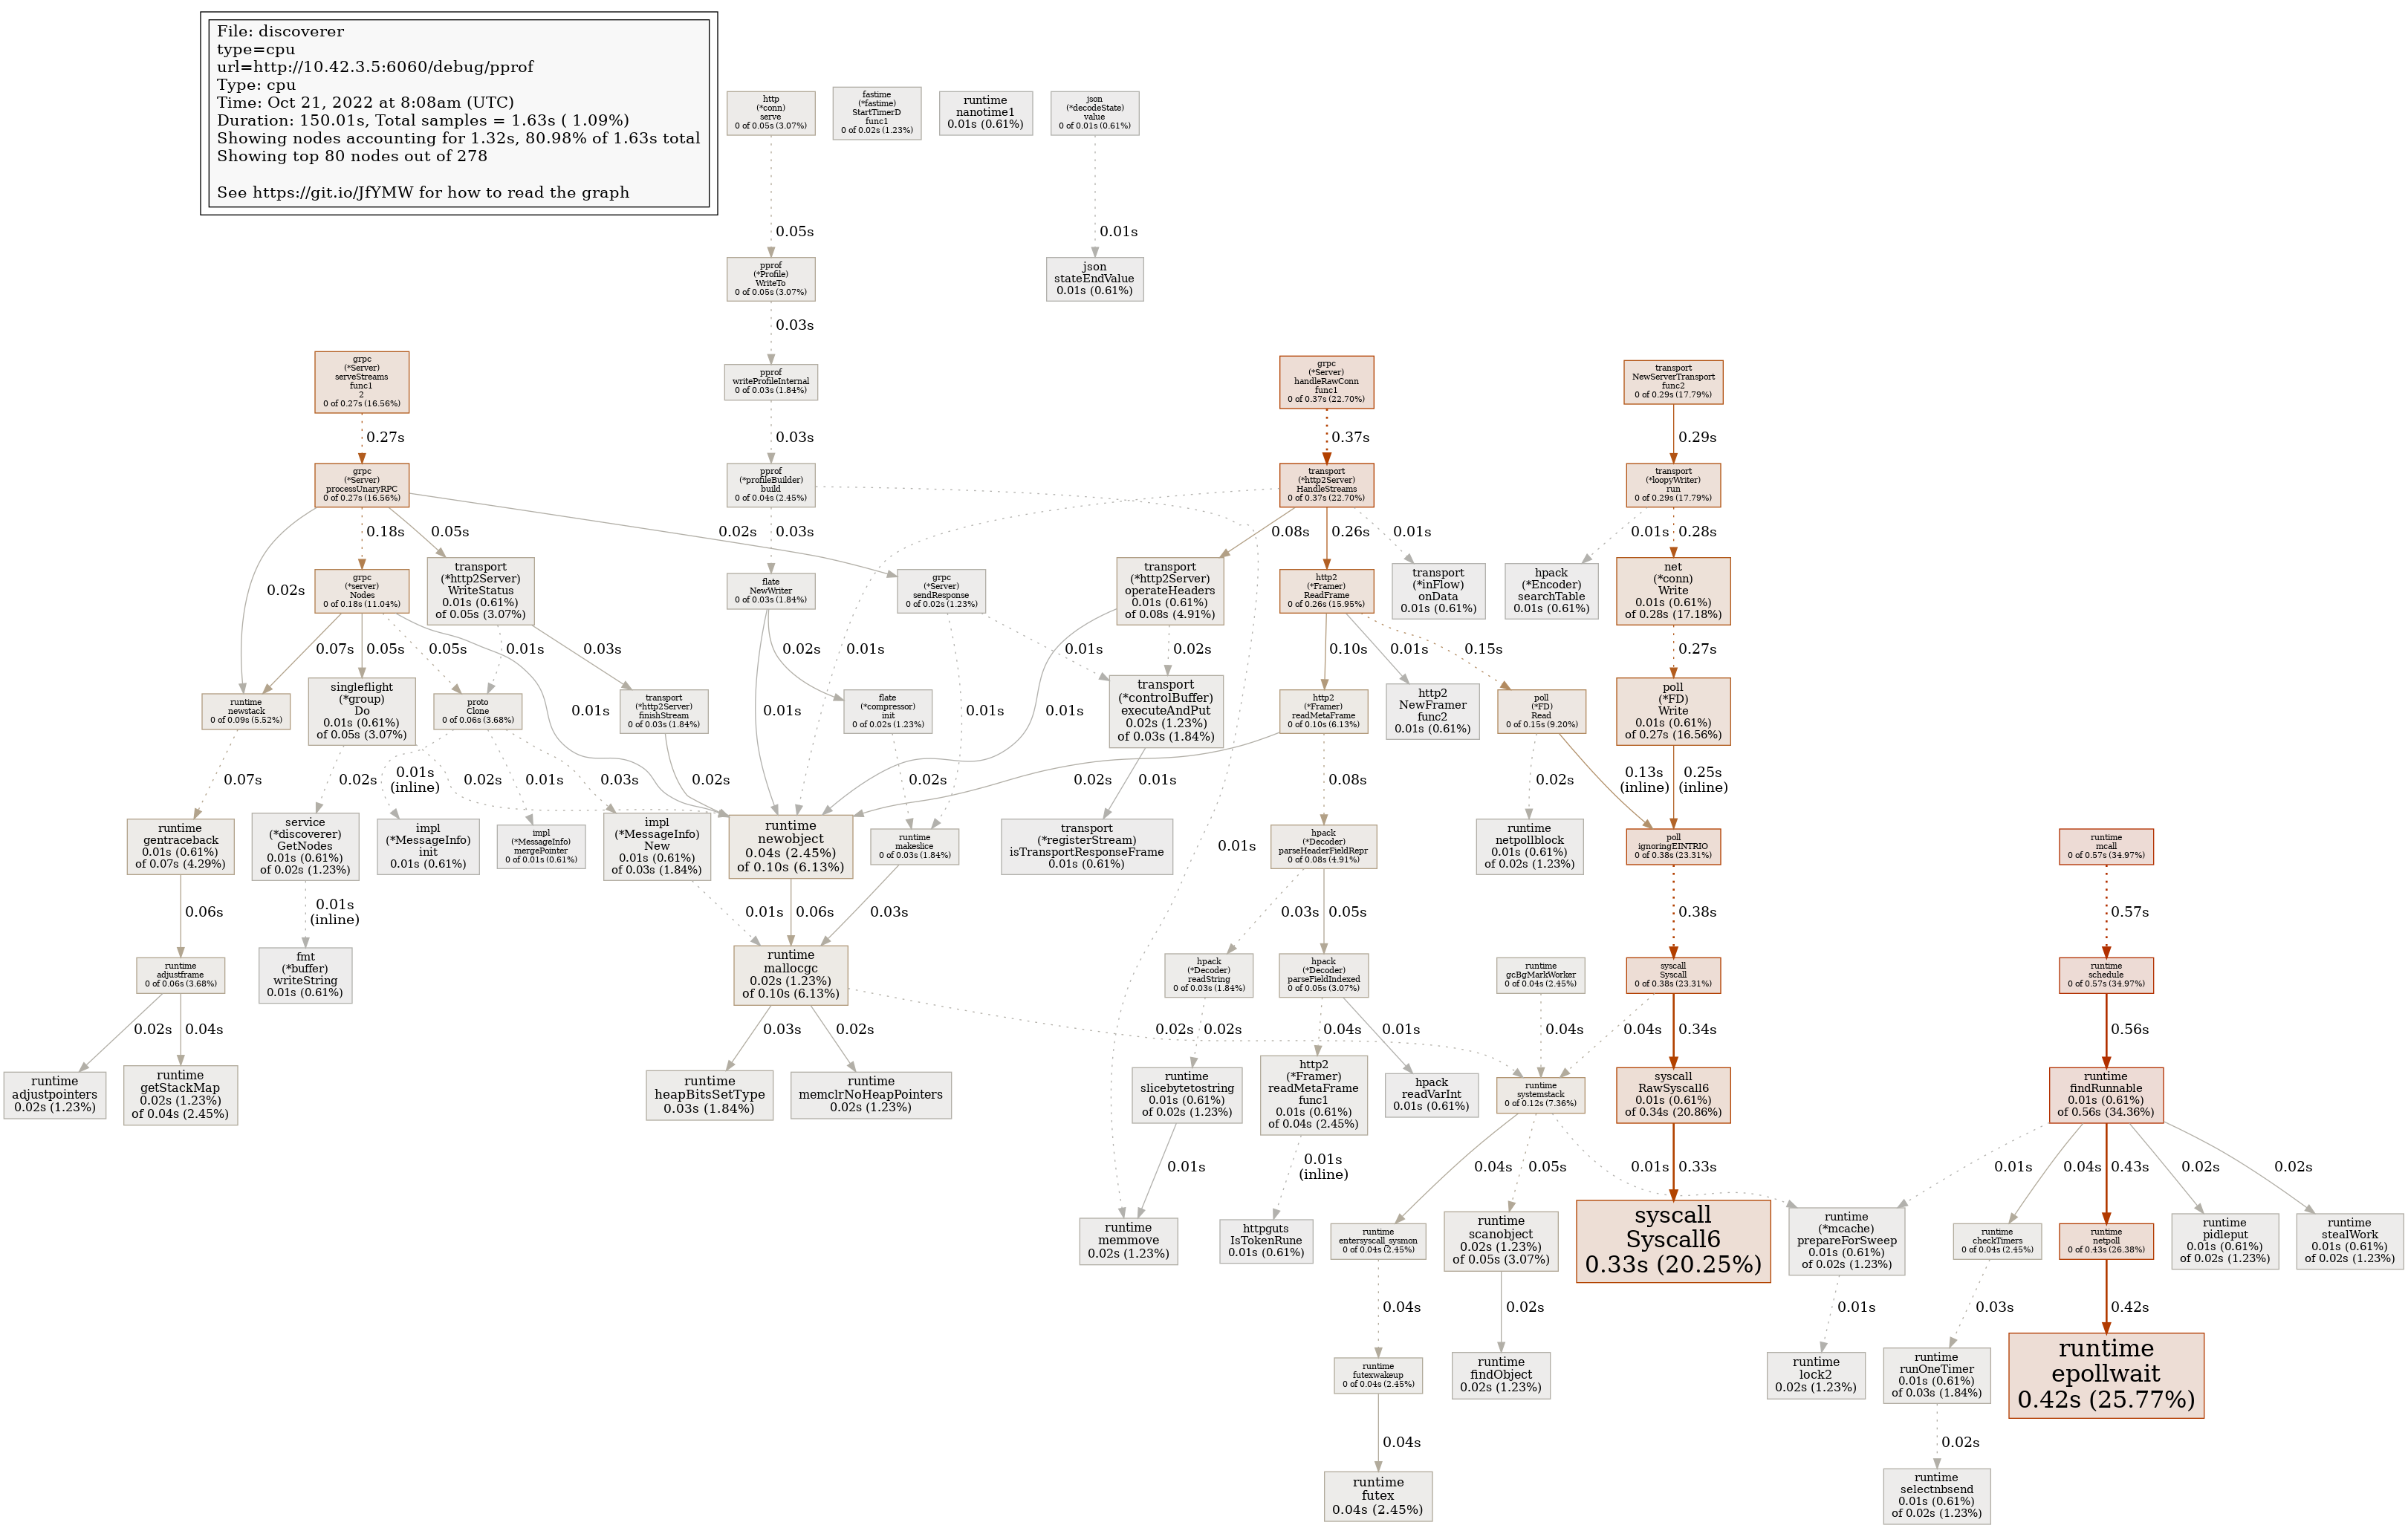 File: discoverer
type=cpu
url=http://10.42.3.5:6060/debug/pprof
Type: cpu
Time: Oct 21, 2022 at 8:08am (UTC)
Duration: 150.01s, Total samples = 1.63s ( 1.09%)
Showing nodes accounting for 1.32s, 80.98% of 1.63s total
Showing top 80 nodes out of 278
See https://git.io/JfYMW for how to read the graph
http
(*conn)
serve
0 of 0.05s (3.07%)
fastime
(*fastime)
StartTimerD
func1
0 of 0.02s (1.23%)
runtime
nanotime1
0.01s (0.61%)
json
(*decodeState)
value
0 of 0.01s (0.61%)
0.05s
0.01s
pprof
(*Profile)
WriteTo
0 of 0.05s (3.07%)
json
stateEndValue
0.01s (0.61%)
0.03s
grpc
(*Server)
serveStreams
func1
2
0 of 0.27s (16.56%)
pprof
writeProfileInternal
0 of 0.03s (1.84%)
grpc
(*Server)
handleRawConn
func1
0 of 0.37s (22.70%)
transport
NewServerTransport
func2
0 of 0.29s (17.79%)
0.27s
0.03s
0.37s
0.29s
grpc
(*Server)
processUnaryRPC
0 of 0.27s (16.56%)
pprof
(*profileBuilder)
build
0 of 0.04s (2.45%)
transport
(*http2Server)
HandleStreams
0 of 0.37s (22.70%)
transport
(*loopyWriter)
run
0 of 0.29s (17.79%)
0.02s
0.18s
0.05s
0.02s
0.03s
0.01s
0.01s
0.08s
0.26s
0.01s
0.01s
0.28s
grpc
(*server)
Nodes
0 of 0.18s (11.04%)
transport
(*http2Server)
WriteStatus
0.01s (0.61%)
of 0.05s (3.07%)
flate
NewWriter
0 of 0.03s (1.84%)
grpc
(*Server)
sendResponse
0 of 0.02s (1.23%)
transport
(*http2Server)
operateHeaders
0.01s (0.61%)
of 0.08s (4.91%)
http2
(*Framer)
ReadFrame
0 of 0.26s (15.95%)
transport
(*inFlow)
onData
0.01s (0.61%)
hpack
(*Encoder)
searchTable
0.01s (0.61%)
net
(*conn)
Write
0.01s (0.61%)
of 0.28s (17.18%)
0.07s
0.05s
0.05s
0.01s
0.01s
0.03s
0.01s
0.02s
0.01s
0.01s
0.01s
0.02s
0.10s
0.01s
0.15s
0.27s
runtime
newstack
0 of 0.09s (5.52%)
singleflight
(*group)
Do
0.01s (0.61%)
of 0.05s (3.07%)
proto
Clone
0 of 0.06s (3.68%)
transport
(*http2Server)
finishStream
0 of 0.03s (1.84%)
flate
(*compressor)
init
0 of 0.02s (1.23%)
transport
(*controlBuffer)
executeAndPut
0.02s (1.23%)
of 0.03s (1.84%)
http2
(*Framer)
readMetaFrame
0 of 0.10s (6.13%)
http2
NewFramer
func2
0.01s (0.61%)
poll
(*FD)
Read
0 of 0.15s (9.20%)
poll
(*FD)
Write
0.01s (0.61%)
of 0.27s (16.56%)
0.07s
0.02s
0.02s
0.01s
(inline)
0.01s
0.03s
0.02s
0.02s
0.01s
0.02s
0.08s
0.02s
0.13s
(inline)
0.25s
(inline)
runtime
gentraceback
0.01s (0.61%)
of 0.07s (4.29%)
service
(*discoverer)
GetNodes
0.01s (0.61%)
of 0.02s (1.23%)
impl
(*MessageInfo)
init
0.01s (0.61%)
impl
(*MessageInfo)
mergePointer
0 of 0.01s (0.61%)
impl
(*MessageInfo)
New
0.01s (0.61%)
of 0.03s (1.84%)
runtime
newobject
0.04s (2.45%)
of 0.10s (6.13%)
runtime
makeslice
0 of 0.03s (1.84%)
transport
(*registerStream)
isTransportResponseFrame
0.01s (0.61%)
hpack
(*Decoder)
parseHeaderFieldRepr
0 of 0.08s (4.91%)
runtime
netpollblock
0.01s (0.61%)
of 0.02s (1.23%)
poll
ignoringEINTRIO
0 of 0.38s (23.31%)
runtime
mcall
0 of 0.57s (34.97%)
0.06s
0.01s
(inline)
0.01s
0.06s
0.03s
0.03s
0.05s
0.38s
0.57s
runtime
adjustframe
0 of 0.06s (3.68%)
fmt
(*buffer)
writeString
0.01s (0.61%)
runtime
mallocgc
0.02s (1.23%)
of 0.10s (6.13%)
hpack
(*Decoder)
readString
0 of 0.03s (1.84%)
hpack
(*Decoder)
parseFieldIndexed
0 of 0.05s (3.07%)
runtime
gcBgMarkWorker
0 of 0.04s (2.45%)
syscall
Syscall
0 of 0.38s (23.31%)
runtime
schedule
0 of 0.57s (34.97%)
0.02s
0.04s
0.03s
0.02s
0.02s
0.02s
0.04s
0.01s
0.04s
0.04s
0.34s
0.56s
runtime
adjustpointers
0.02s (1.23%)
runtime
getStackMap
0.02s (1.23%)
of 0.04s (2.45%)
runtime
heapBitsSetType
0.03s (1.84%)
runtime
memclrNoHeapPointers
0.02s (1.23%)
runtime
slicebytetostring
0.01s (0.61%)
of 0.02s (1.23%)
http2
(*Framer)
readMetaFrame
func1
0.01s (0.61%)
of 0.04s (2.45%)
hpack
readVarInt
0.01s (0.61%)
runtime
systemstack
0 of 0.12s (7.36%)
syscall
RawSyscall6
0.01s (0.61%)
of 0.34s (20.86%)
runtime
findRunnable
0.01s (0.61%)
of 0.56s (34.36%)
0.01s
0.01s
(inline)
0.04s
0.05s
0.01s
0.33s
0.01s
0.04s
0.43s
0.02s
0.02s
runtime
memmove
0.02s (1.23%)
httpguts
IsTokenRune
0.01s (0.61%)
runtime
entersyscall_sysmon
0 of 0.04s (2.45%)
runtime
scanobject
0.02s (1.23%)
of 0.05s (3.07%)
syscall
Syscall6
0.33s (20.25%)
runtime
(*mcache)
prepareForSweep
0.01s (0.61%)
of 0.02s (1.23%)
runtime
checkTimers
0 of 0.04s (2.45%)
runtime
netpoll
0 of 0.43s (26.38%)
runtime
pidleput
0.01s (0.61%)
of 0.02s (1.23%)
runtime
stealWork
0.01s (0.61%)
of 0.02s (1.23%)
0.04s
0.02s
0.01s
0.03s
0.42s
runtime
futexwakeup
0 of 0.04s (2.45%)
runtime
findObject
0.02s (1.23%)
runtime
lock2
0.02s (1.23%)
runtime
runOneTimer
0.01s (0.61%)
of 0.03s (1.84%)
runtime
epollwait
0.42s (25.77%)
0.04s
0.02s
runtime
futex
0.04s (2.45%)
runtime
selectnbsend
0.01s (0.61%)
of 0.02s (1.23%)